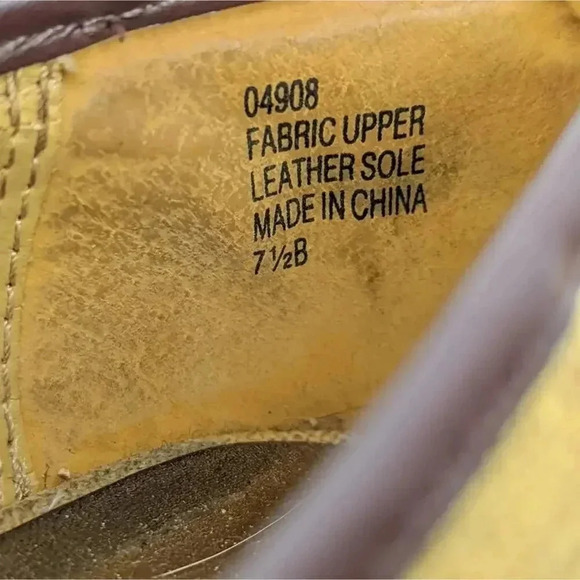 04908
FABRIC UPPER
LEATHER SOLE
MADE IN CHINA
7 ½B